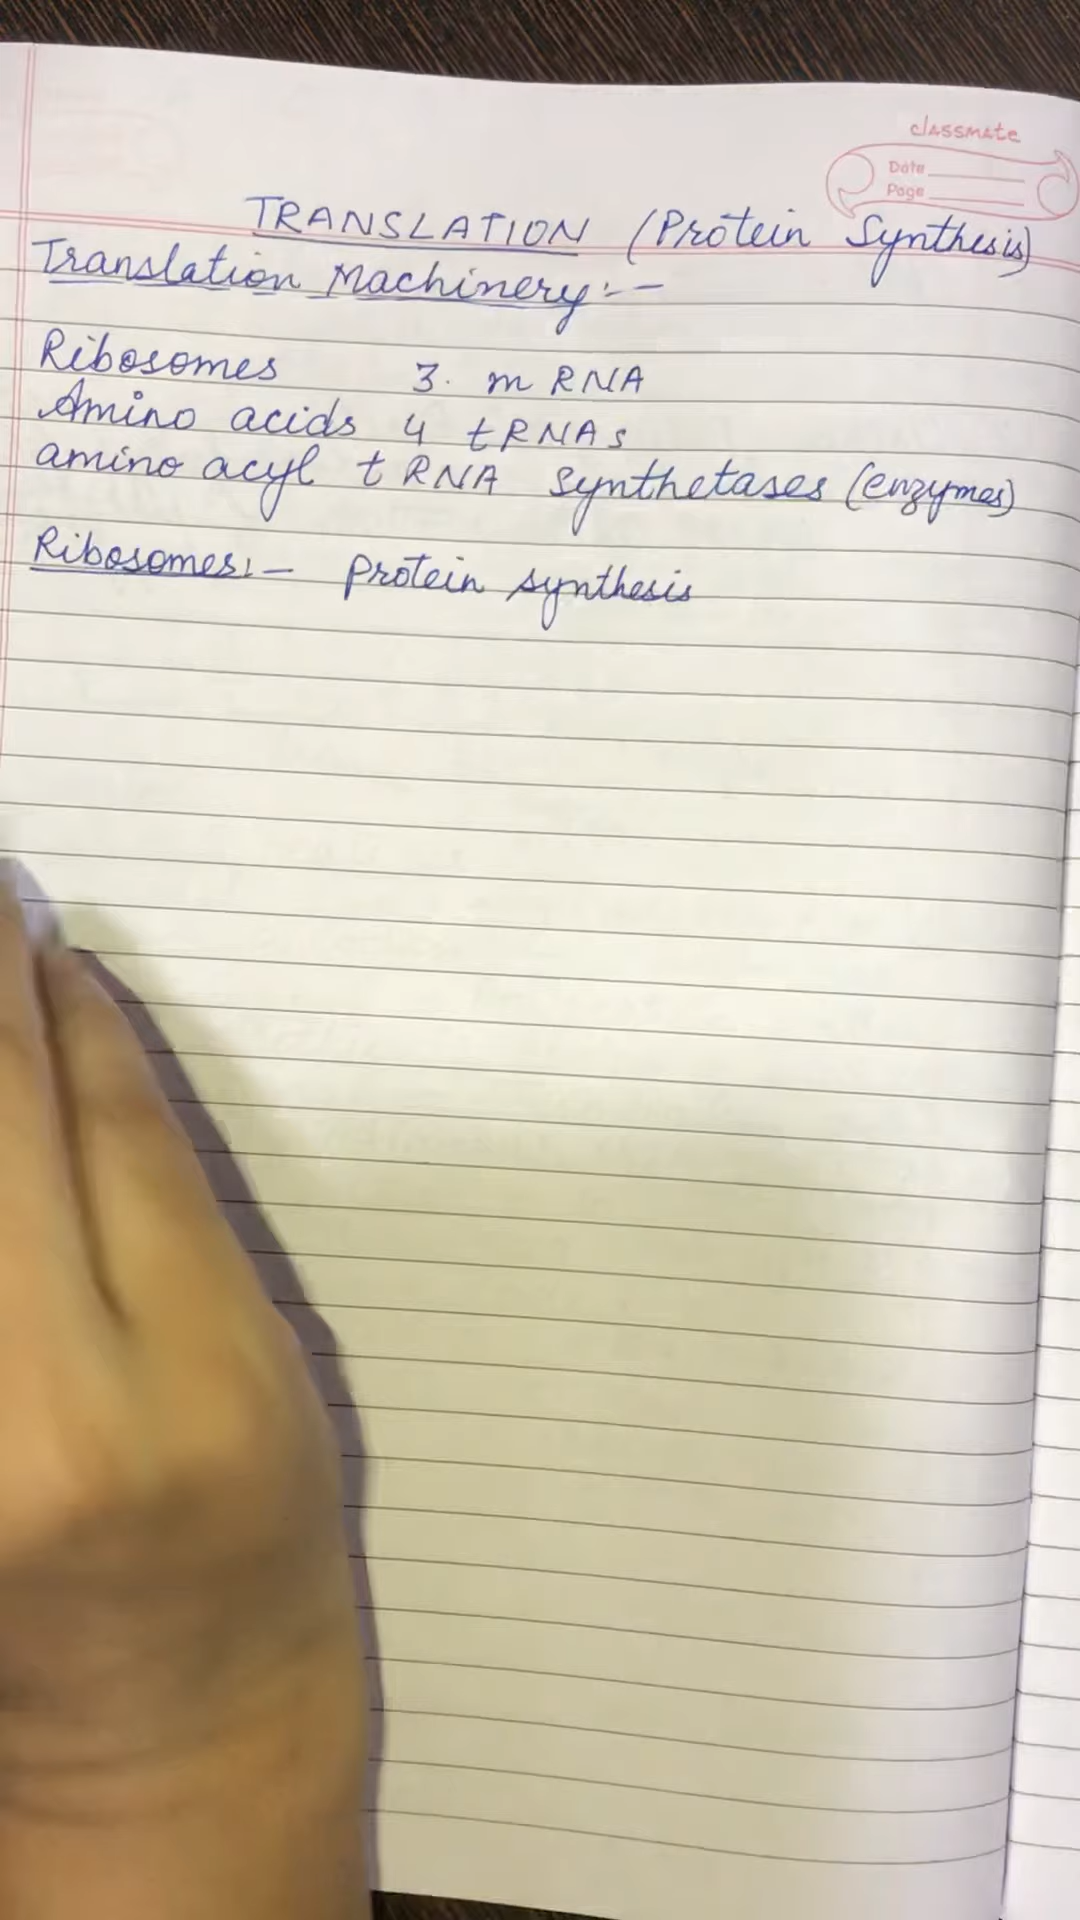 classmate
Date
Page
TRANSLATION (Protein Synthesis)
Translation Machinery:-
Ribosomes 3. mRNA
Amino acids 4 tRNAs
amino acyl tRNA synthetases (enzymes)
Ribosomes:- Protein synthesis